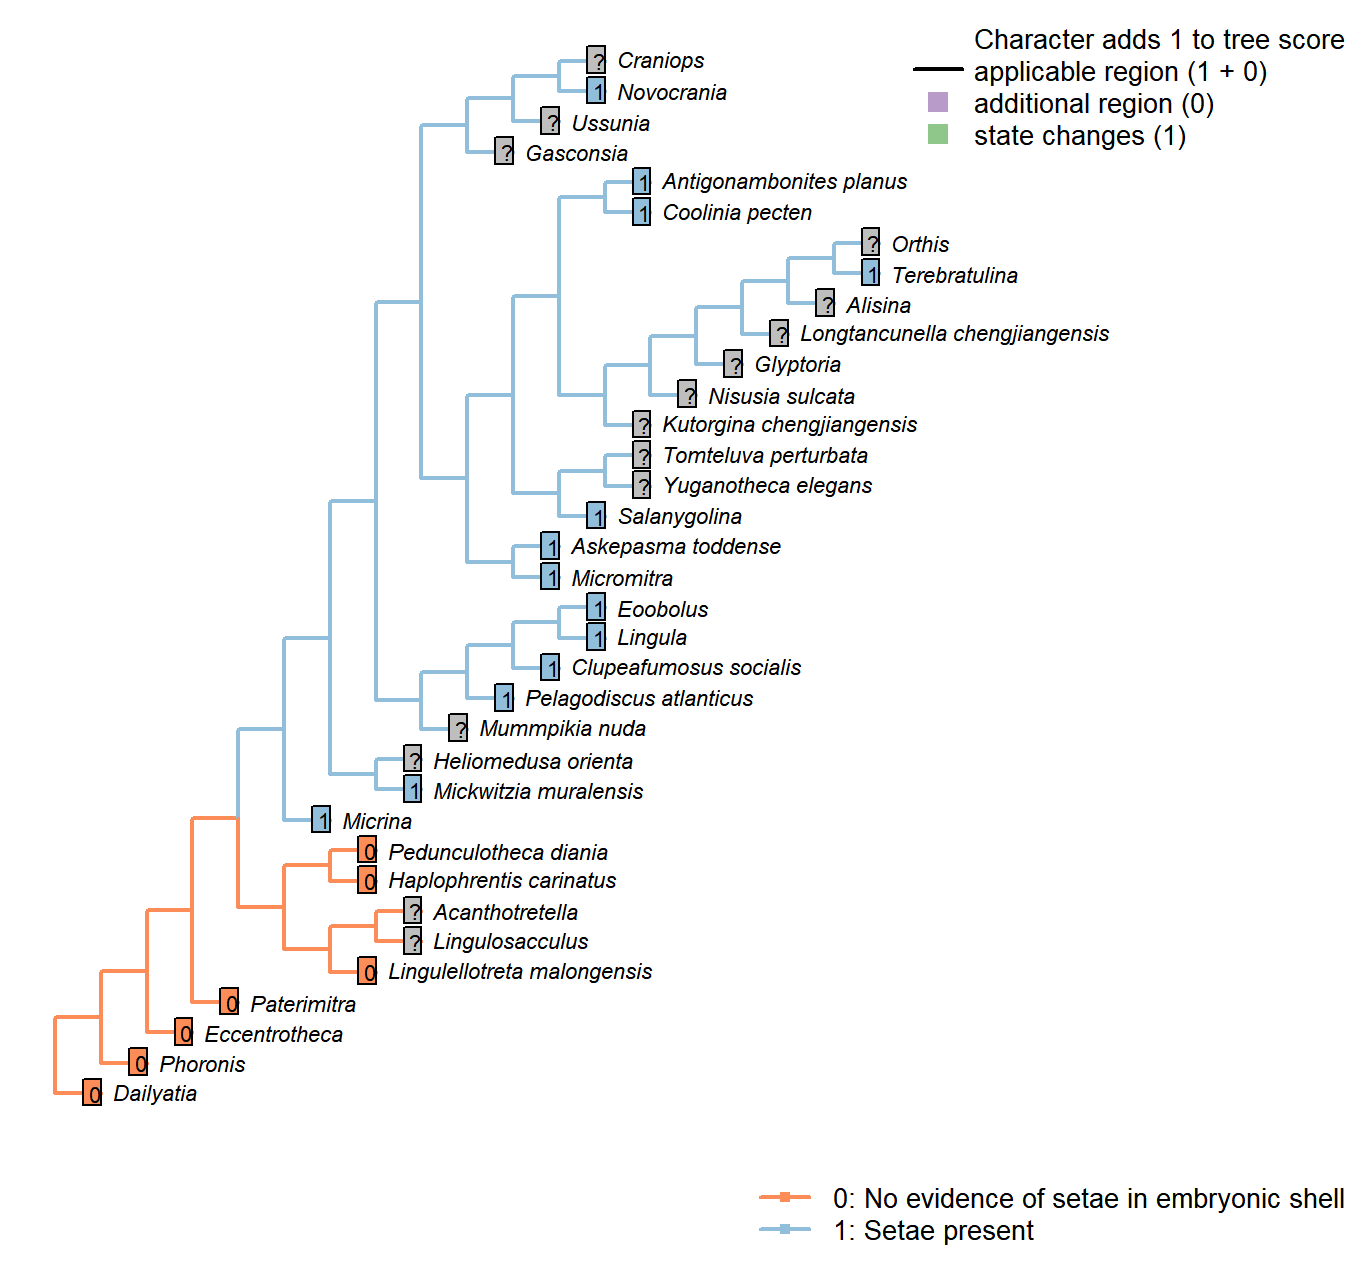 Character adds 1 to tree score
applicable region (1 + 0)
additional region (0)
state changes (1)
? Craniops
1 Novocrania
? Ussunia
? Gasconsia
1 Antigonambonites planus
1 Coolinia pecten
? Orthis
1 Terebratulina
? Alisina
? Longtancunella chengjiangensis
? Glyptoria
? Nisusia sulcata
? Kutorgina chengjiangensis
? Tomteluva perturbata
? Yuganotheca elegans
1 Salanygolina
1 Askepasma toddense
1 Micromitra
1 Eoobolus
1 Lingula
1 Clupeafumosus socialis
1 Pelagodiscus atlanticus
? Mummpikia nuda
? Heliomedusa orienta
1 Mickwitzia muralensis
1 Micrina
0 Pedunculotheca diania
0 Haplophrentis carinatus
? Acanthotretella
? Lingulosacculus
0 Lingulellotreta malongensis
0 Paterimitra
0 Eccentrotheca
0 Phoronis
0 Dailyatia
0: No evidence of setae in embryonic shell
1: Setae present